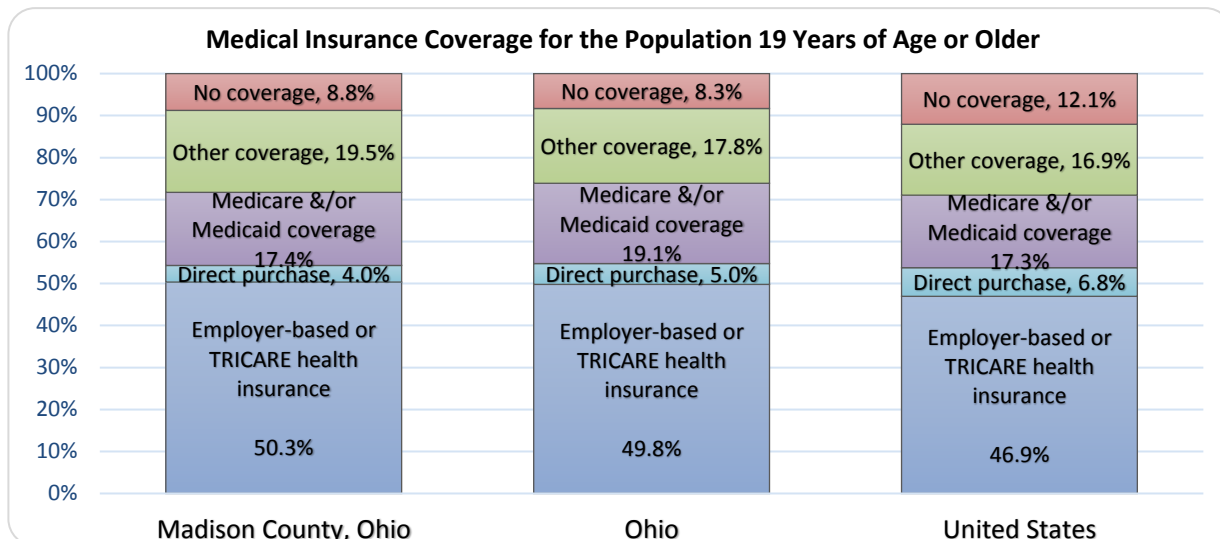 Medical Insurance Coverage for the Population 19 Years of Age or Older
100%
90%
80%
70%
60%
50%
40%
30%
20%
10%
0%
No coverage, 8.8%
Other coverage, 19.5%
Medicare &/or
Medicaid coverage
17.4%
Direct purchase, 4.0%
Employer-based or
TRICARE health
insurance
50.3%
No coverage, 8.3%
Other coverage, 17.8%
Medicare &/or
Medicaid coverage
19.1%
Direct purchase, 5.0%
Employer-based or
TRICARE health
insurance
49.8%
No coverage, 12.1%
Other coverage, 16.9%
Medicare &/or
Medicaid coverage
17.3%
Direct purchase, 6.8%
Employer-based or
TRICARE health
insurance
46.9%
Madison County, Ohio
Ohio
United States